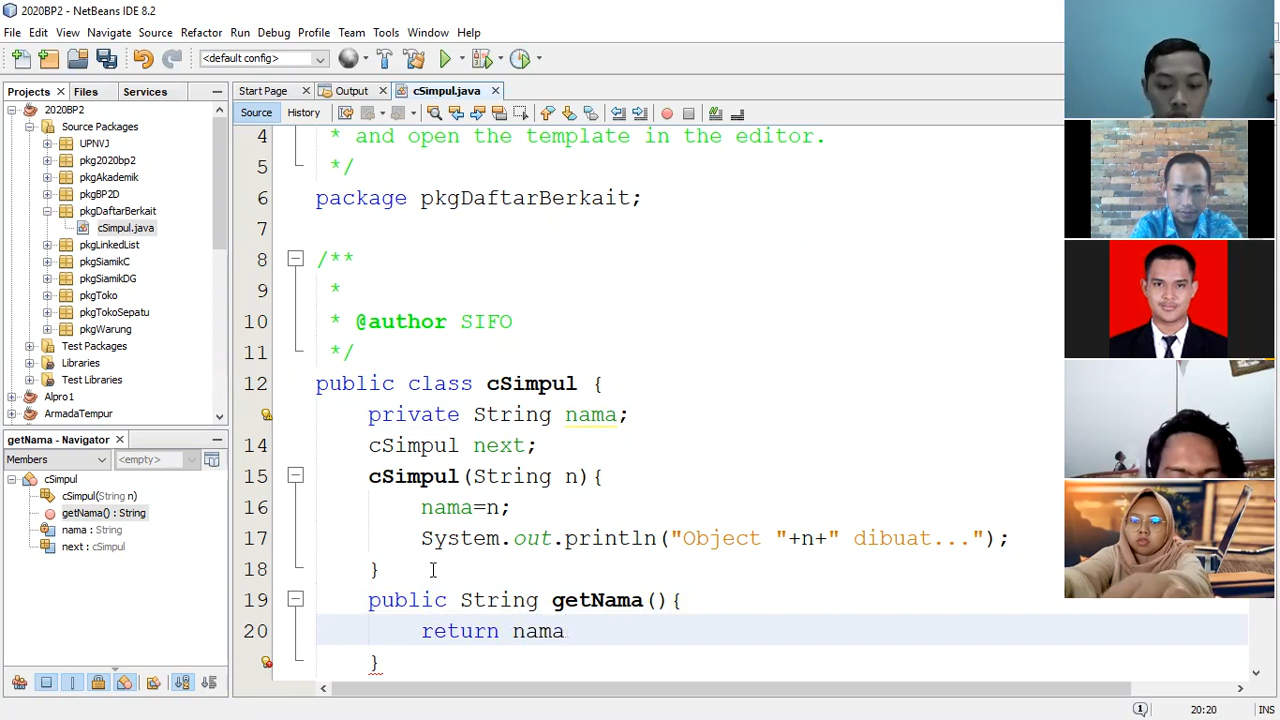 2020BP2 - NetBeans IDE 8.2
File Edit View Navigate Source Refactor Run Debug Profile Team Tools Window Help
<default config>
Projects Files Services
Start Page Output cSimpul.java
Source History
2020BP2
Source Packages
UPNVJ
pkg2020bp2
pkgAkademik
pkgBP2D
pkgDaftarBerkait
cSimpul.java
pkgLinkedList
pkgSiamikC
pkgSiamikDG
pkgToko
pkgTokoSepatu
pkgWarung
Test Packages
Libraries
Test Libraries
Alpro1
ArmadaTempur
getNama - Navigator
Members <empty>
cSimpul
cSimpul(String n)
getNama() : String
nama : String
next : cSimpul
4 * and open the template in the editor.
5 */
6 package pkgDaftarBerkait;
7
8 /**
9 *
10 * @author SIFO
11 */
12 public class cSimpul {
private String nama;
14 cSimpul next;
15 cSimpul(String n){
16 nama=n;
17 System.out.println("Object "+n+" dibuat...");
18 }
19 public String getNama(){
20 return nama
}
20:20 INS